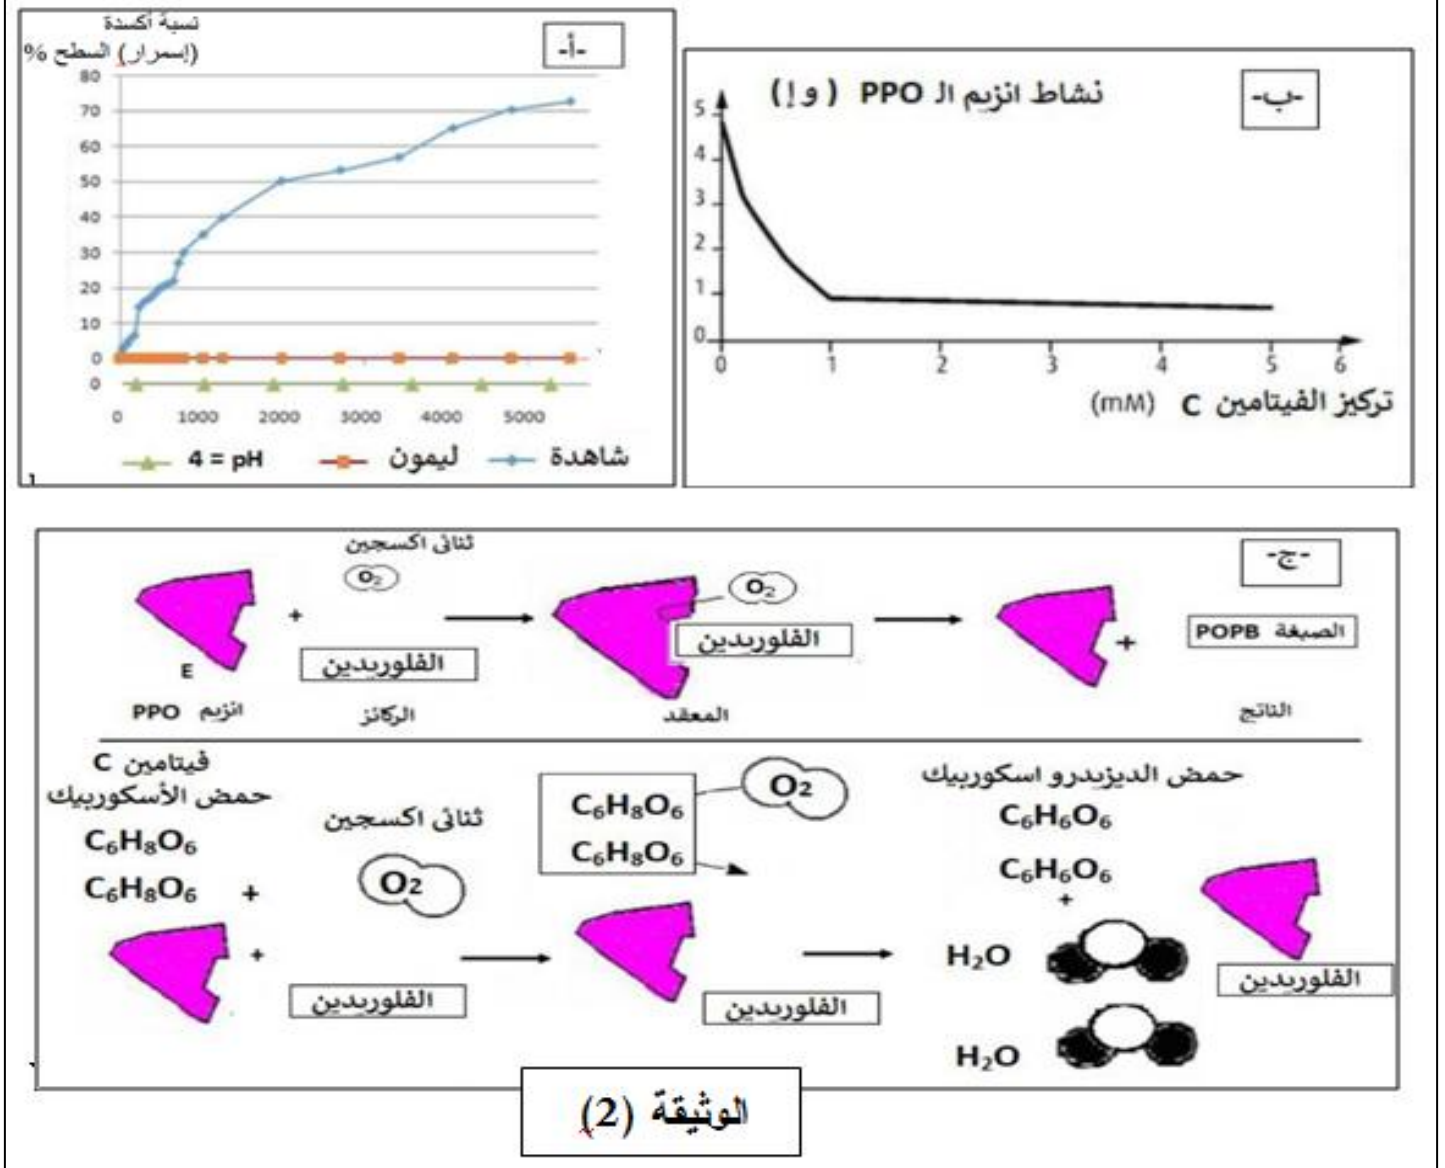 نسبة أكسدة
(إسمرار) السطح %
-أ-
80
70
60
50
40
30
20
10
0
0
0 1000 2000 3000 4000 5000
شاهدة ليمون pH = 4
-ب-
نشاط انزيم الـ PPO (و إ)
5
4
3
2
1
0
0 1 2 3 4 5 6
تركيز الفيتامين C (mM)
-ج-
ثنائي اكسجين
O₂
+
الفلوريدين
O₂
الفلوريدين
+
الصبغة POPB
E
انزيم PPO
الركائز
المعقد
الناتج
فيتامين C
حمض الأسكوربيك
C₆H₈O₆
C₆H₈O₆
+
ثنائي اكسجين
O₂
+
الفلوريدين
C₆H₈O₆
C₆H₈O₆
O₂
الفلوريدين
حمض الديزيدرو اسكوربيك
C₆H₆O₆
C₆H₆O₆
+
H₂O
H₂O
الفلوريدين
الوثيقة (2)